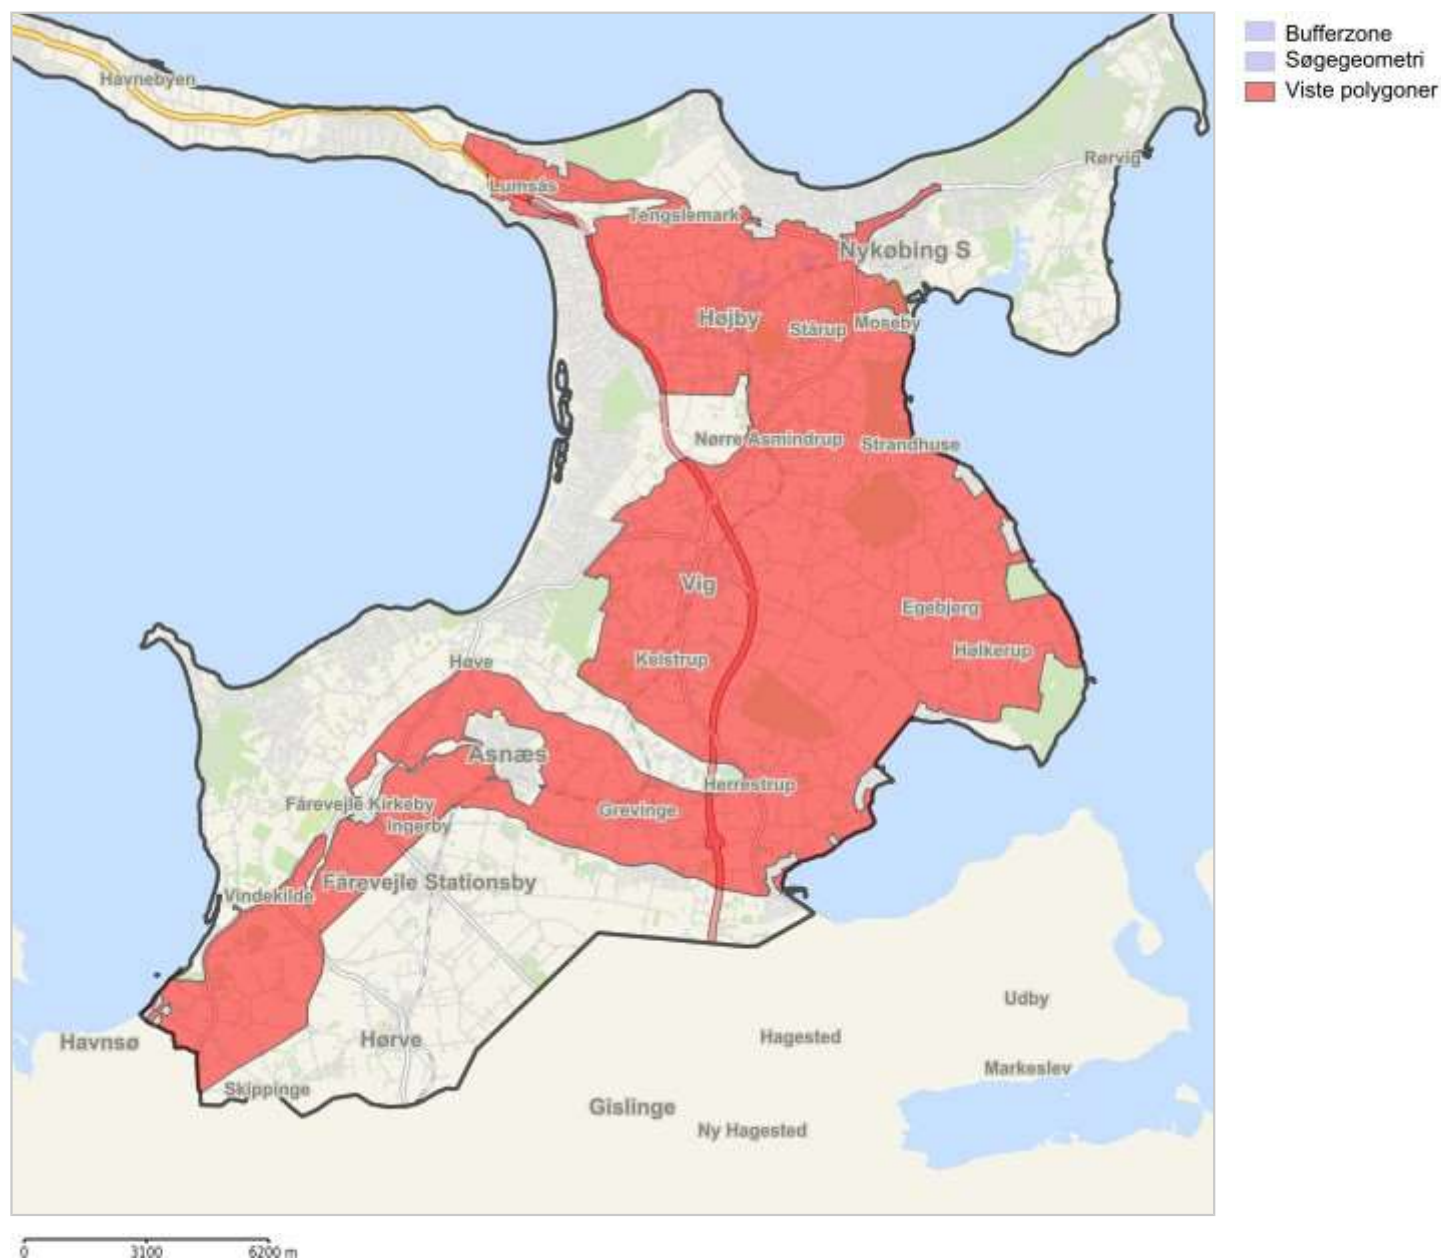 Bufferzone
Søgegeometri
Viste polygoner
Havnebyen
Rørvig
Lumsås
Tengslemark
Nykøbing S
Højby
Stårup
Moseby
Nørre Asmindrup
Strandhuse
Vig
Egebjerg
Kelstrup
Hølkerup
Høve
Asnæs
Herrestrup
Fårevejle Kirkeby
Grevinge
Ingerby
Fårevejle Stationsby
Vindekilde
Udby
Havnsø
Hørve
Hagested
Markeslev
Skippinge
Gislinge
Ny Hagested
0 3100 6200 m